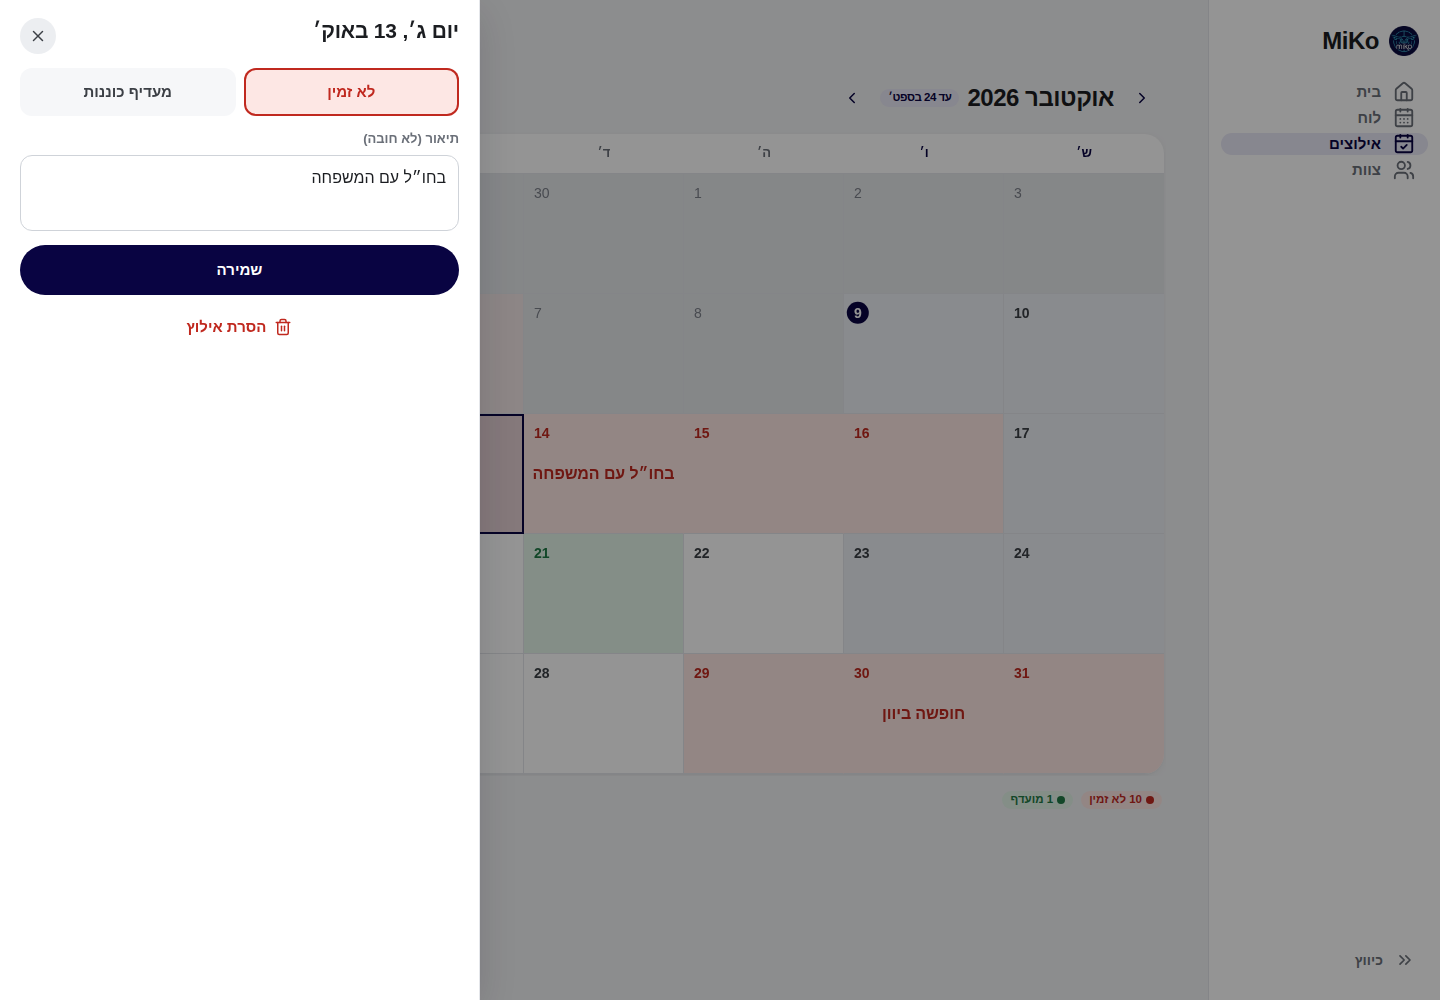 יום ג׳, 13 באוק׳
לא זמין
מעדיף כוננות
תיאור (לא חובה)
בחו״ל עם המשפחה
שמירה
הסרת אילוץ
MiKo
miko
בית
לוח
אילוצים
צוות
כיווץ
אוקטובר 2026
עד 24 בספט׳
ש׳ ו׳ ה׳ ד׳
30 1 2 3
7 8 9 10
14 15 16 17
בחו״ל עם המשפחה
21 22 23 24
28 29 30 31
חופשה ביוון
10 לא זמין
1 מועדף